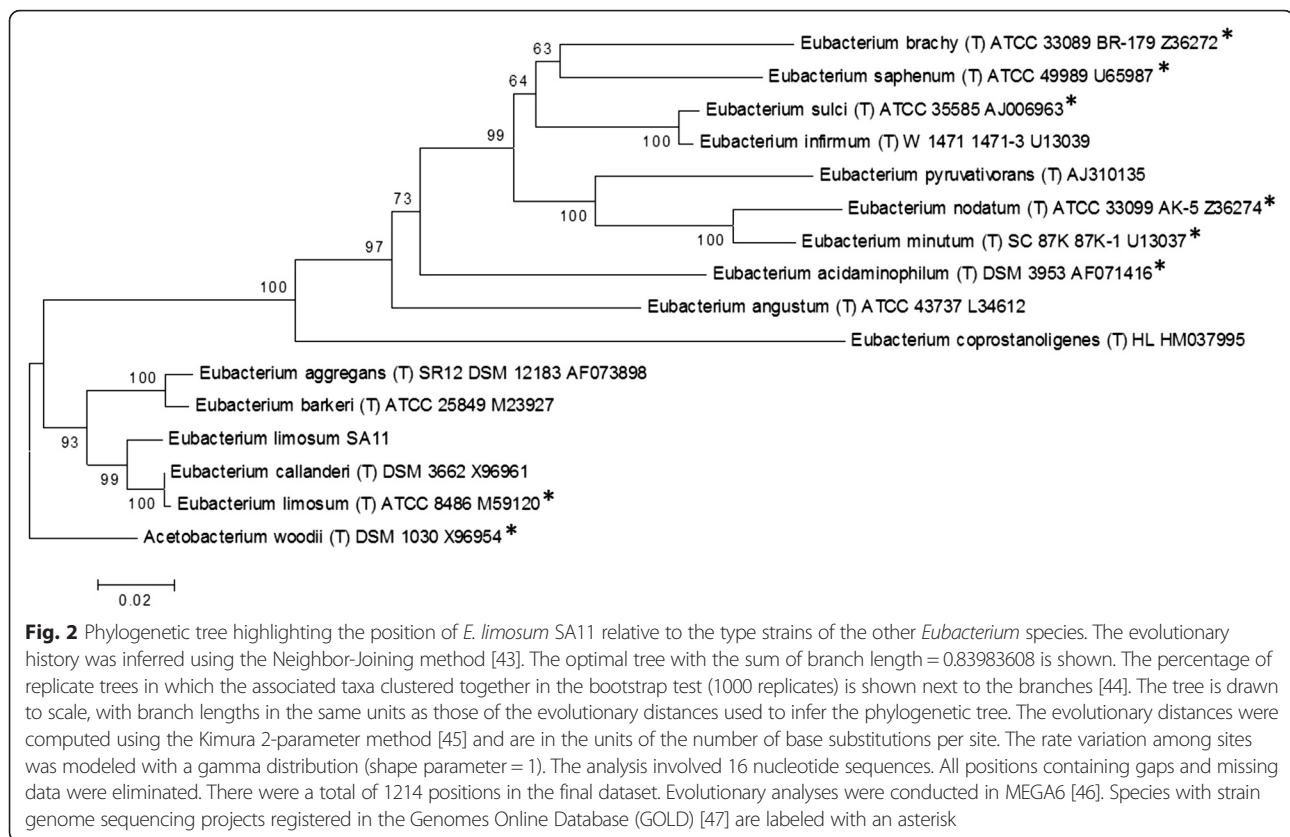 63
Eubacterium brachy (T) ATCC 33089 BR-179 Z36272 *
64
Eubacterium saphenum (T) ATCC 49989 U65987 *
Eubacterium sulci (T) ATCC 35585 AJ006963 *
99
100
Eubacterium infirmum (T) W 1471 1471-3 U13039
Eubacterium pyruvativorans (T) AJ310135
73
100
Eubacterium nodatum (T) ATCC 33099 AK-5 Z36274 *
97
100
Eubacterium minutum (T) SC 87K 87K-1 U13037 *
Eubacterium acidaminophilum (T) DSM 3953 AF071416 *
100
Eubacterium angustum (T) ATCC 43737 L34612
Eubacterium coprostanoligenes (T) HL HM037995
100
Eubacterium aggregans (T) SR12 DSM 12183 AF073898
Eubacterium barkeri (T) ATCC 25849 M23927
93
Eubacterium limosum SA11
99
Eubacterium callanderi (T) DSM 3662 X96961
100
Eubacterium limosum (T) ATCC 8486 M59120 *
Acetobacterium woodii (T) DSM 1030 X96954 *
0.02
Fig. 2 Phylogenetic tree highlighting the position of E. limosum SA11 relative to the type strains of the other Eubacterium species. The evolutionary
history was inferred using the Neighbor-Joining method [43]. The optimal tree with the sum of branch length = 0.83983608 is shown. The percentage of
replicate trees in which the associated taxa clustered together in the bootstrap test (1000 replicates) is shown next to the branches [44]. The tree is drawn
to scale, with branch lengths in the same units as those of the evolutionary distances used to infer the phylogenetic tree. The evolutionary distances were
computed using the Kimura 2-parameter method [45] and are in the units of the number of base substitutions per site. The rate variation among sites
was modeled with a gamma distribution (shape parameter = 1). The analysis involved 16 nucleotide sequences. All positions containing gaps and missing
data were eliminated. There were a total of 1214 positions in the final dataset. Evolutionary analyses were conducted in MEGA6 [46]. Species with strain
genome sequencing projects registered in the Genomes Online Database (GOLD) [47] are labeled with an asterisk